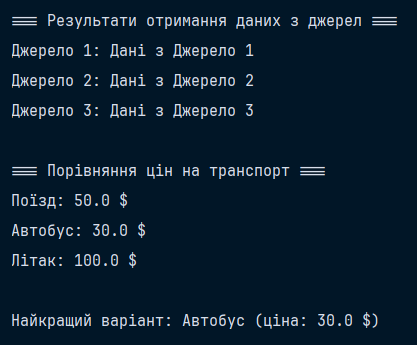 === Результати отримання даних з джерел ===
Джерело 1: Дані з Джерело 1
Джерело 2: Дані з Джерело 2
Джерело 3: Дані з Джерело 3
=== Порівняння цін на транспорт ===
Поїзд: 50.0 $
Автобус: 30.0 $
Літак: 100.0 $
Найкращий варіант: Автобус (ціна: 30.0 $)